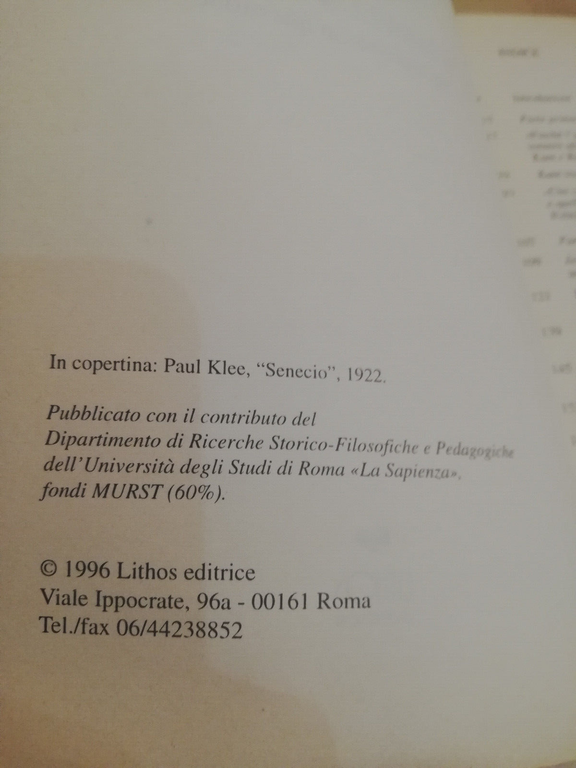 In copertina: Paul Klee, “Senecio”, 1922.
Pubblicato con il contributo del
Dipartimento di Ricerche Storico-Filosofiche e Pedagogiche
dell'Università degli Studi di Roma «La Sapienza»,
fondi MURST (60%).
© 1996 Lithos editrice
Viale Ippocrate, 96a - 00161 Roma
Tel./fax 06/44238852
INDICE